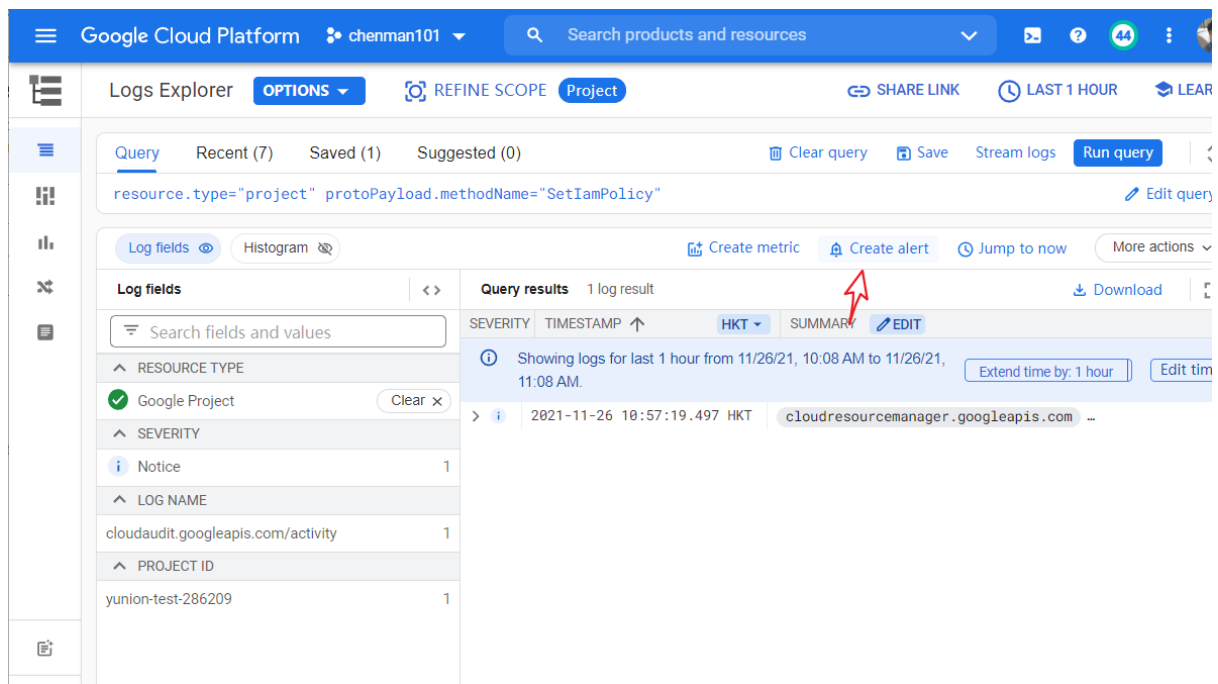 Google Cloud Platform chenman101 Search products and resources 44
Logs Explorer OPTIONS REFINE SCOPE Project SHARE LINK LAST 1 HOUR LEAR
Query Recent (7) Saved (1) Suggested (0) Clear query Save Stream logs Run query
resource.type="project" protoPayload.methodName="SetIamPolicy" Edit query
Log fields Histogram Create metric Create alert Jump to now More actions
Log fields Query results 1 log result Download
Search fields and values SEVERITY TIMESTAMP HKT SUMMARY EDIT
RESOURCE TYPE Showing logs for last 1 hour from 11/26/21, 10:08 AM to 11/26/21, Extend time by: 1 hour Edit tim
11:08 AM.
Google Project Clear
2021-11-26 10:57:19.497 HKT cloudresourcemanager.googleapis.com …
SEVERITY
Notice 1
LOG NAME
cloudaudit.googleapis.com/activity 1
PROJECT ID
yunion-test-286209 1